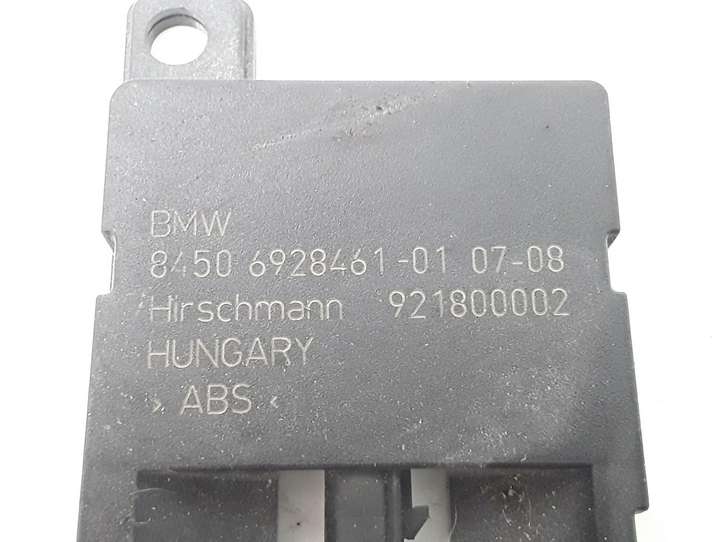 BMW
8450 6928461-01 07-08
Hirschmann 921800002
HUNGARY
> ABS <